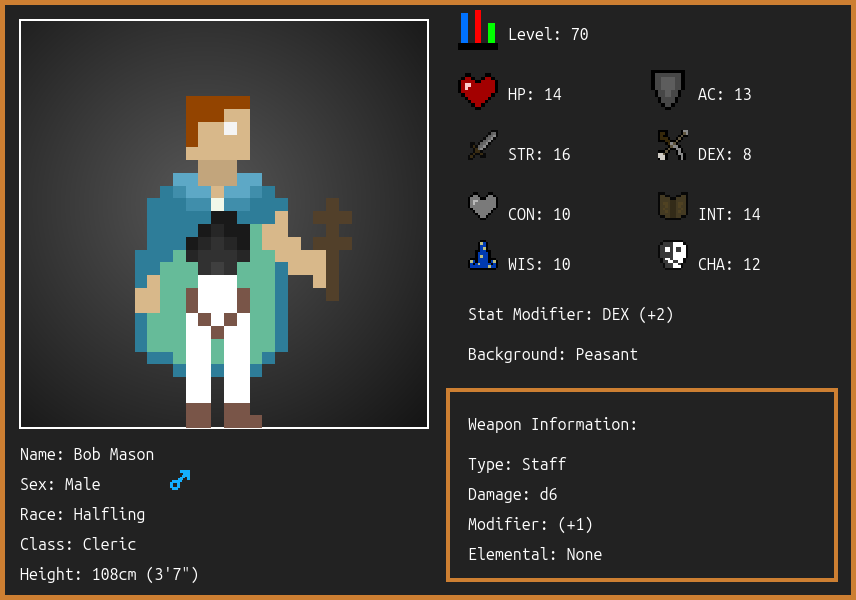 Level: 70
HP: 14
AC: 13
STR: 16
DEX: 8
CON: 10
INT: 14
WIS: 10
CHA: 12
Stat Modifier: DEX (+2)
Background: Peasant
Weapon Information:
Type: Staff
Damage: d6
Modifier: (+1)
Elemental: None
Name: Bob Mason
Sex: Male
Race: Halfling
Class: Cleric
Height: 108cm (3'7")